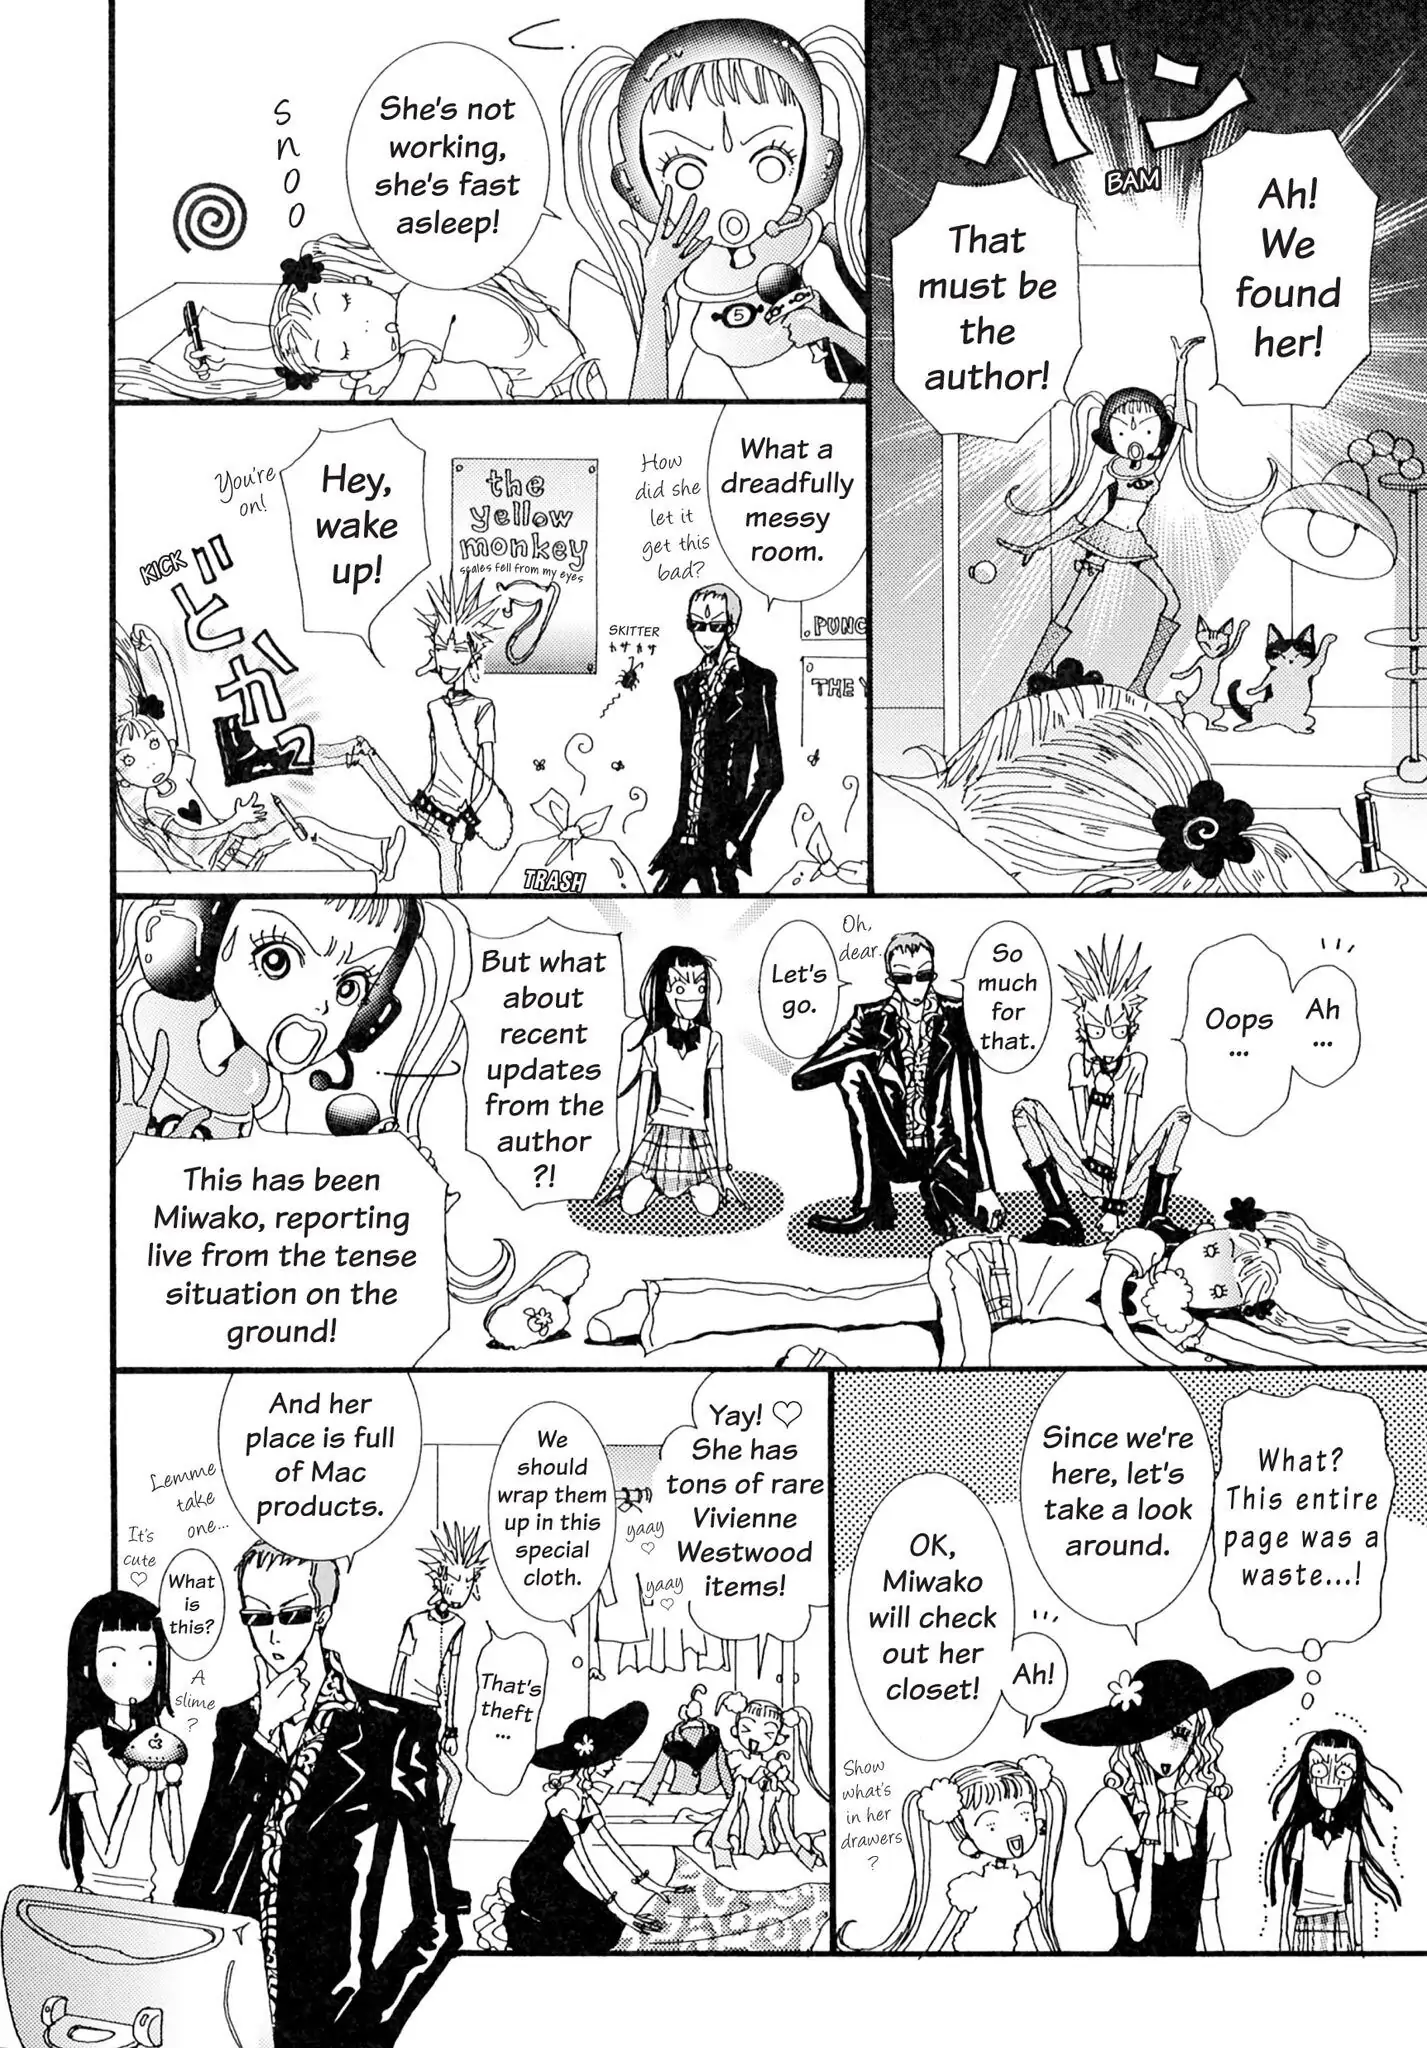 バン
BAM
Ah!
We
found
her!
That
must be
the
author!
She's not
working,
she's fast
asleep!
snoo
5
What a
dreadfully
messy
room.
How
did she
let it
get this
bad?
.PUNC
THE Y
SKITTER
カサカサ
the
yellow
monkey
scales fell from my eyes
Hey,
wake
up!
You're
on!
KICK
どかっ
TRASH
Ah
...
Oops
...
So
much
for
that.
Oh,
dear.
Let's
go.
But what
about
recent
updates
from the
author
?!
This has been
Miwako, reporting
live from the tense
situation on the
ground!
What?
This entire
page was a
waste...!
Since we're
here, let's
take a look
around.
Ah!
OK,
Miwako
will check
out her
closet!
Show
what's
in her
drawers
?
Yay! ♡
She has
tons of rare
Vivienne
Westwood
items!
yaay
♡
yaay
♡
We
should
wrap them
up in this
special
cloth.
That's
theft
...
And her
place is full
of Mac
products.
Lemme
take
one...
It's
cute
♡
What
is
this?
A
slime
?